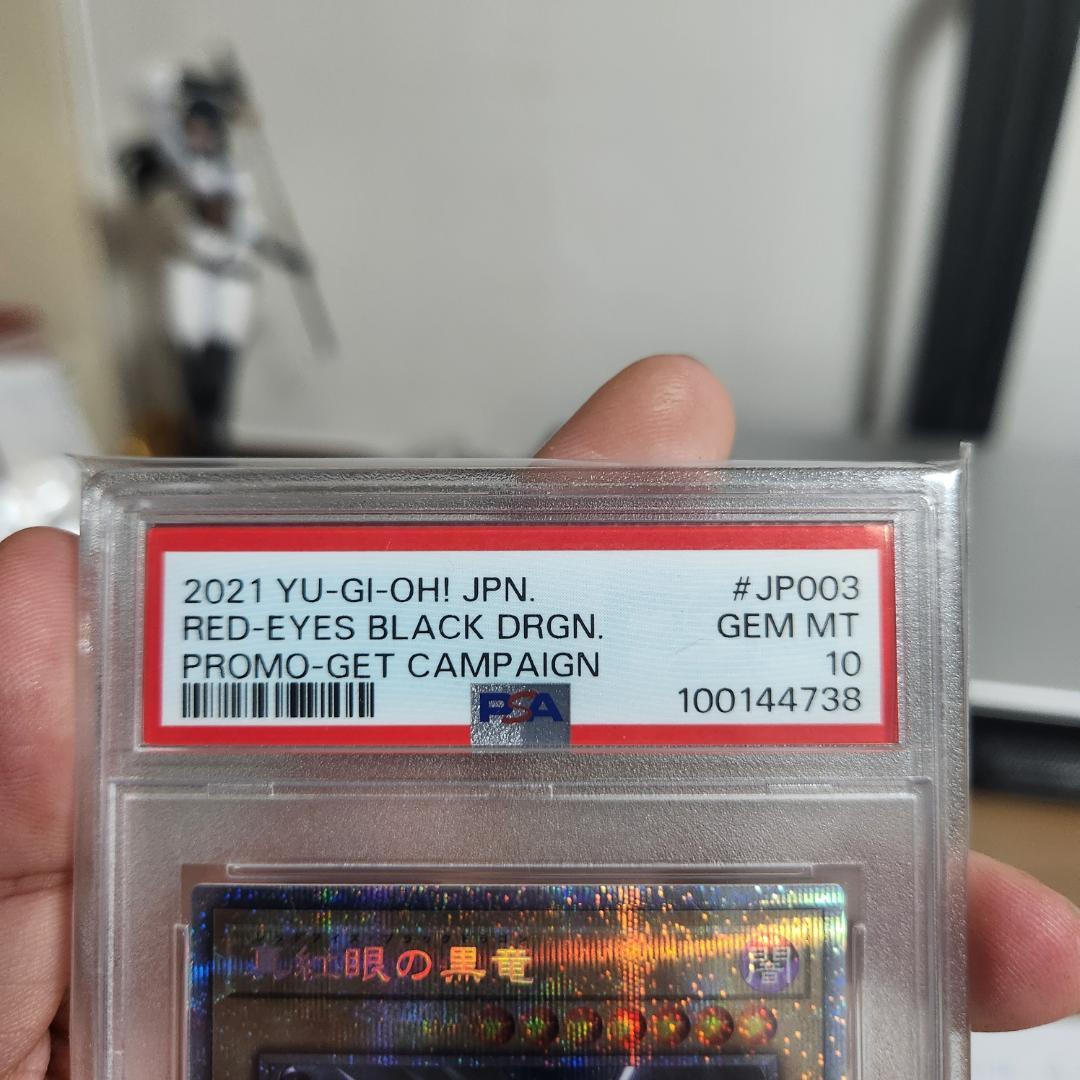 2021 YU-GI-OH! JPN.
#JP003
RED-EYES BLACK DRGN.
GEM MT
PROMO-GET CAMPAIGN
10
PSA
100144738
真紅眼の黒竜
闇